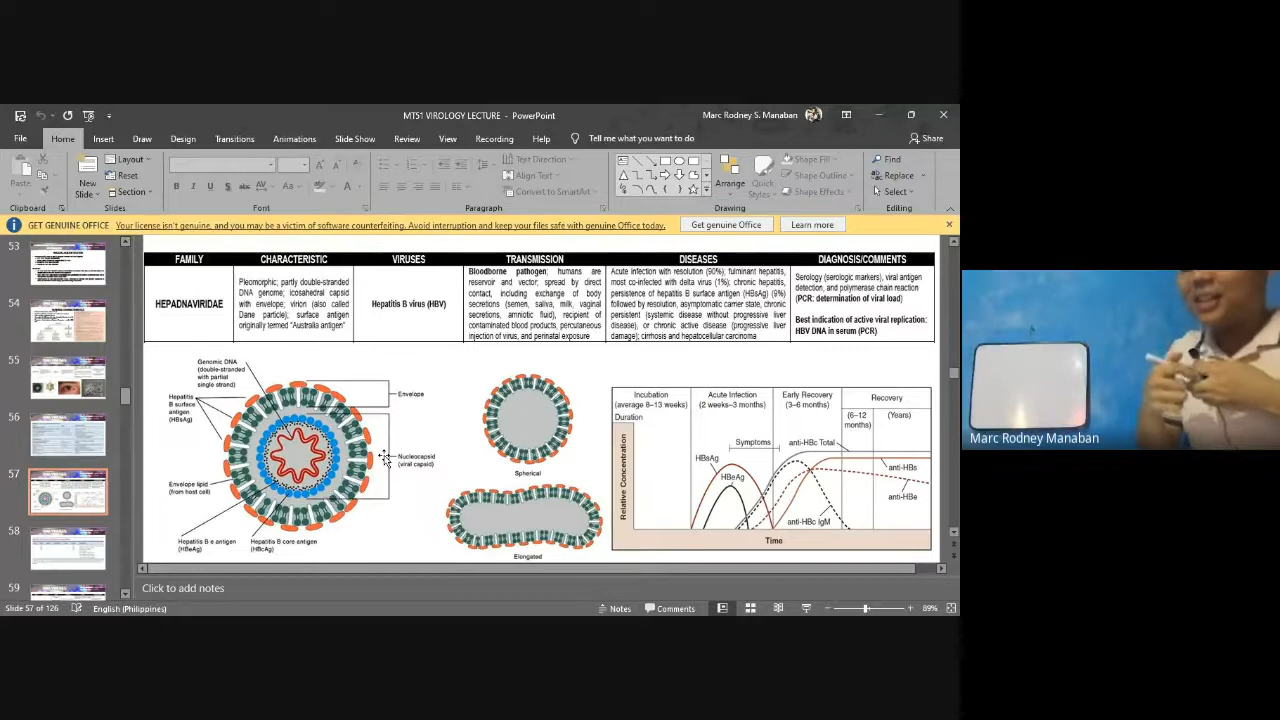 MT51 VIROLOGY LECTURE - PowerPoint
Marc Rodney S. Manaban
File Home Insert Draw Design Transitions Animations Slide Show Review View Recording Help Tell me what you want to do Share
Paste
New Slide
Layout
Reset
Section
Text Direction
Align Text
Convert to SmartArt
Arrange
Quick Styles
Shape Fill
Shape Outline
Shape Effects
Find
Replace
Select
Clipboard Slides Font Paragraph Drawing Editing
GET GENUINE OFFICE Your license isn't genuine, and you may be a victim of software counterfeiting. Avoid interruption and keep your files safe with genuine Office today. Get genuine Office Learn more
53
54
55
56
57
58
59
FAMILY CHARACTERISTIC VIRUSES TRANSMISSION DISEASES DIAGNOSIS/COMMENTS
HEPADNAVIRIDAE
Pleomorphic; partly double-stranded
DNA genome; icosahedral capsid
with envelope; virion (also called
Dane particle); surface antigen
originally termed "Australia antigen"
Hepatitis B virus (HBV)
Bloodborne pathogen; humans are
reservoir and vector; spread by direct
contact, including exchange of body
secretions (semen, saliva, milk, vaginal
secretions, amniotic fluid), recipient of
contaminated blood products, percutaneous
injection of virus, and perinatal exposure
Acute infection with resolution (90%); fulminant hepatitis,
most co-infected with delta virus (1%); chronic hepatitis,
persistence of hepatitis B surface antigen (HBsAg) (9%)
followed by resolution, asymptomatic carrier state, chronic
persistent (systemic disease without progressive liver
disease), or chronic active disease (progressive liver
damage); cirrhosis and hepatocellular carcinoma
Serology (serologic markers), viral antigen
detection, and polymerase chain reaction
(PCR: determination of viral load)
Best indication of active viral replication:
HBV DNA in serum (PCR)
Genomic DNA
(double-stranded
with partial
single strand)
Hepatitis
B surface
antigen
(HBsAg)
Envelope lipid
(from host cell)
Hepatitis B e antigen
(HBeAg)
Hepatitis B core antigen
(HBcAg)
Envelope
Nucleocapsid
(viral capsid)
Spherical
Elongated
Incubation
(average 8–13 weeks)
Acute Infection
(2 weeks–3 months)
Early Recovery
(3–6 months)
Recovery
Duration
(6–12
months)
(Years)
Relative Concentration
Symptoms
HBsAg
HBeAg
anti-HBc Total
anti-HBs
anti-HBe
anti-HBc IgM
Time
Click to add notes
Slide 57 of 126 English (Philippines) Notes Comments 89%
Marc Rodney Manaban